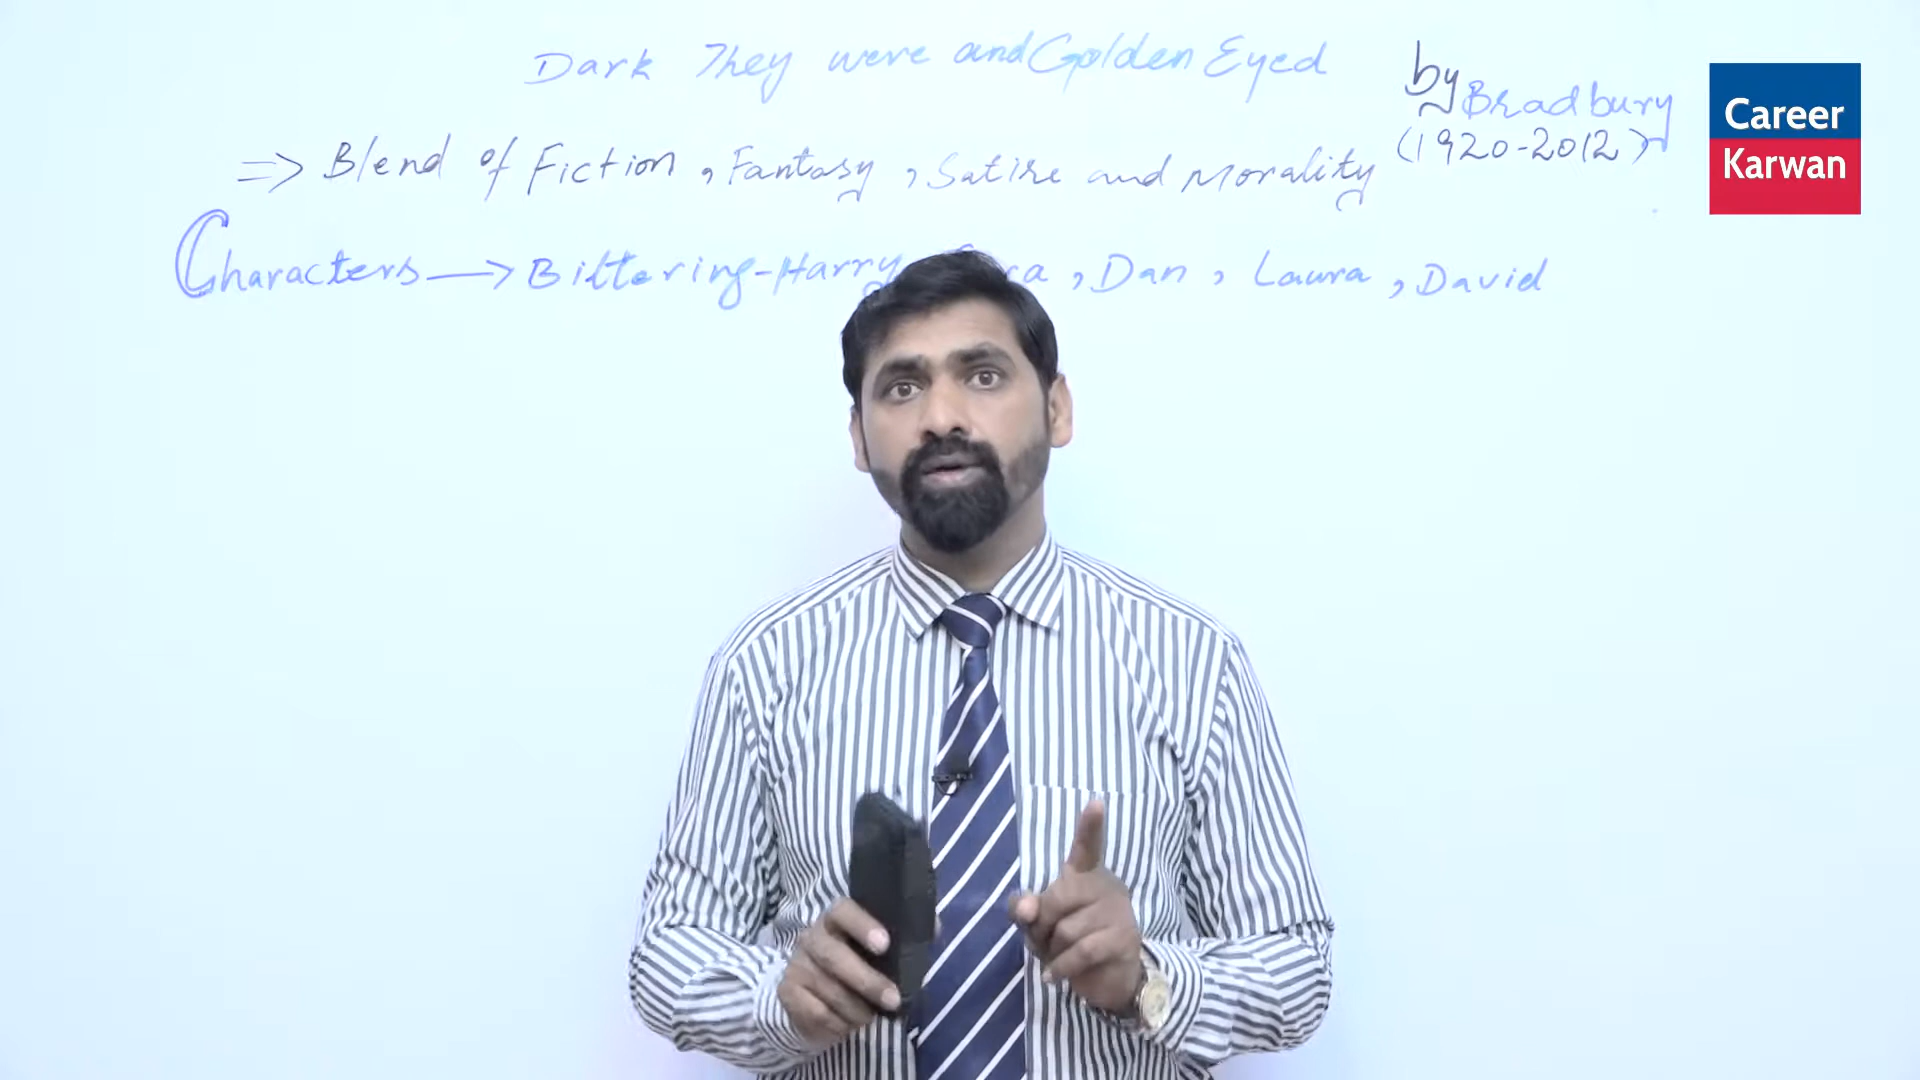 Dark They were and Golden Eyed
by Bradbury
(1920-2012)
=> Blend of Fiction, Fantasy, Satire and Morality
Characters → Bittering-Harry, Dan, Laura, David
Career
Karwan